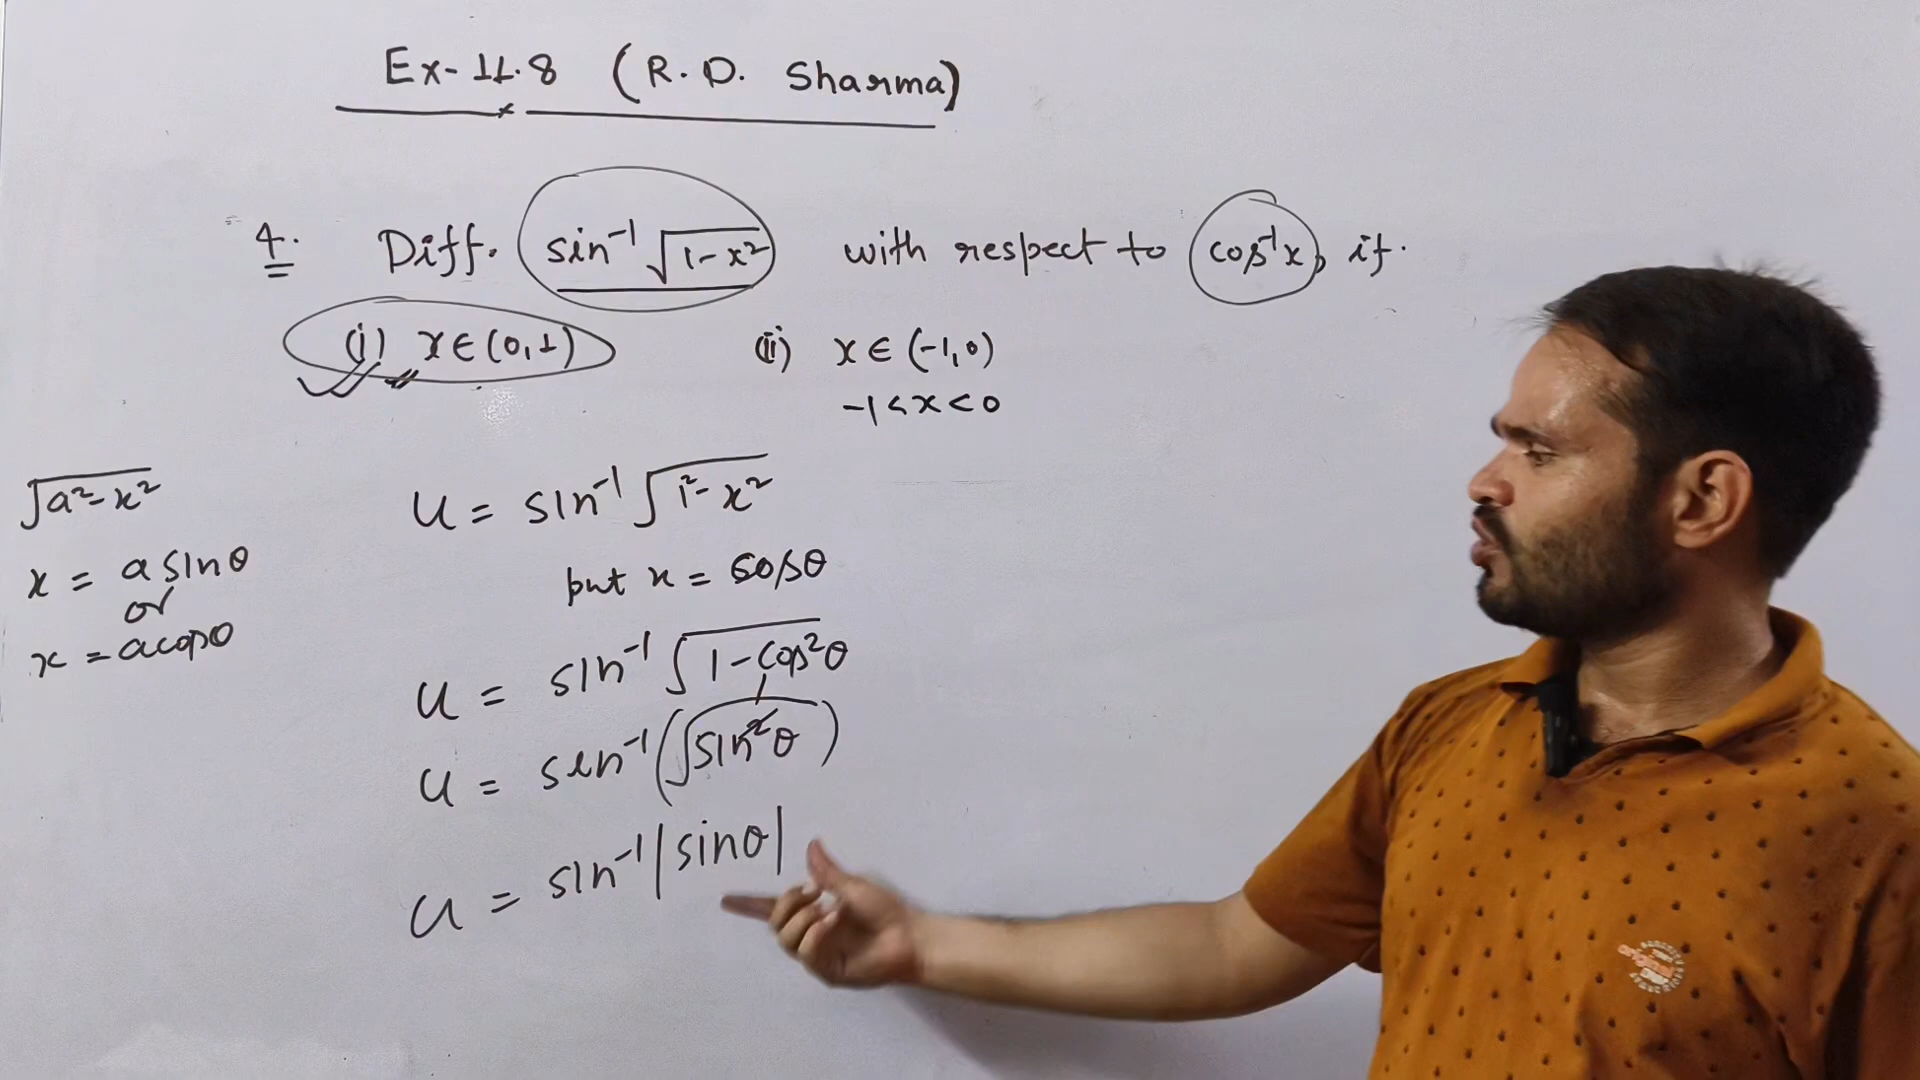 Ex-11.8 (R.D. Sharma)
4. Diff. sin⁻¹ √(1-x²) with respect to cos⁻¹x, if.
(i) x∈(0,1) (ii) x∈(-1,0)
-1<x<0
√(a²-x²)
x = a sinθ
or
x = a cosθ
u = sin⁻¹ √(1²-x²)
put x = cosθ
u = sin⁻¹ √(1-cos²θ)
u = sin⁻¹(√(sin²θ))
u = sin⁻¹|sinθ|